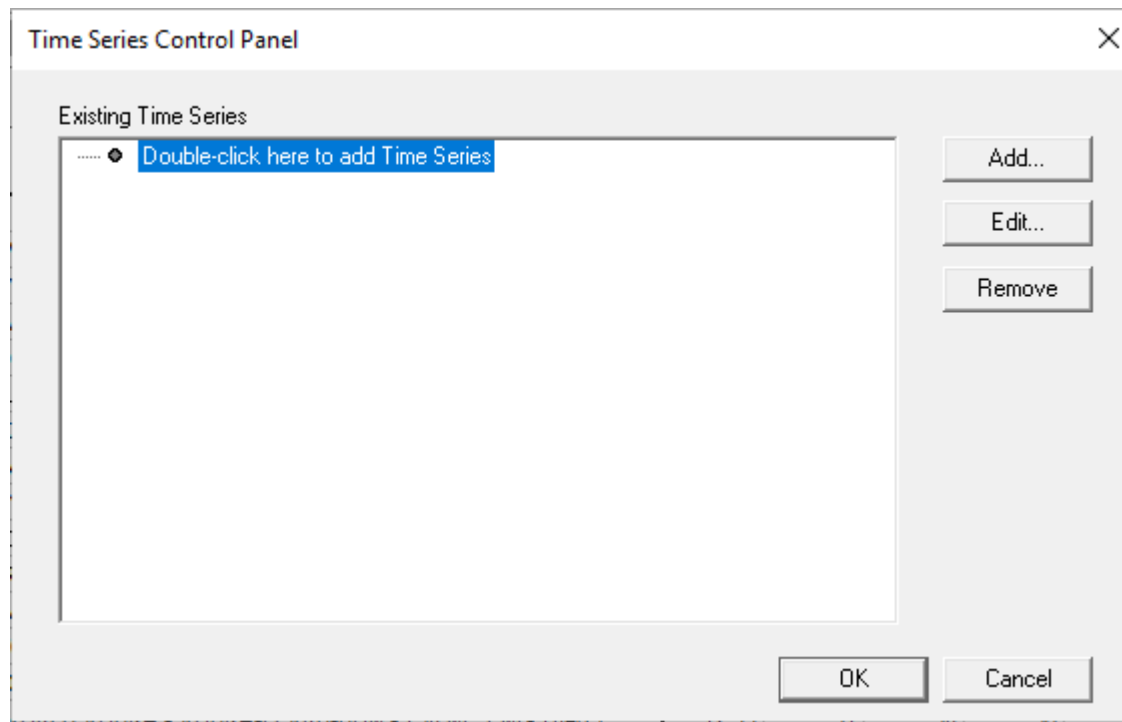 Time Series Control Panel
Existing Time Series
Double-click here to add Time Series
Add...
Edit...
Remove
OK
Cancel